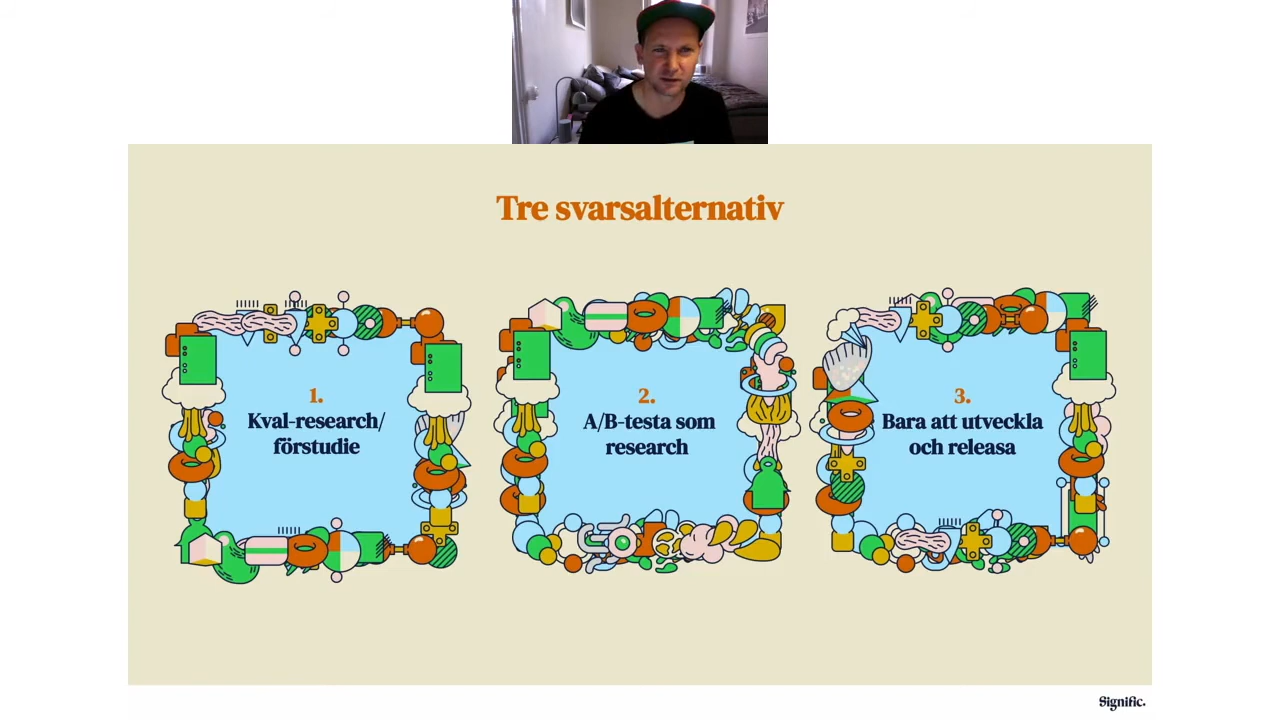 Tre svarsalternativ
1.
Kval-research/
förstudie
2.
A/B-testa som
research
3.
Bara att utveckla
och releasa
Signific.